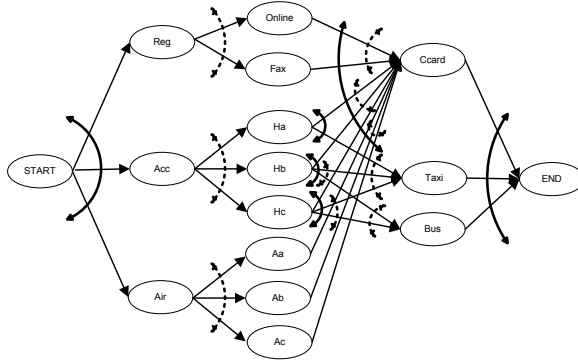 Online
Reg
Fax
Ccard
Ha
START
Acc
Hb
Taxi
END
Hc
Bus
Aa
Air
Ab
Ac